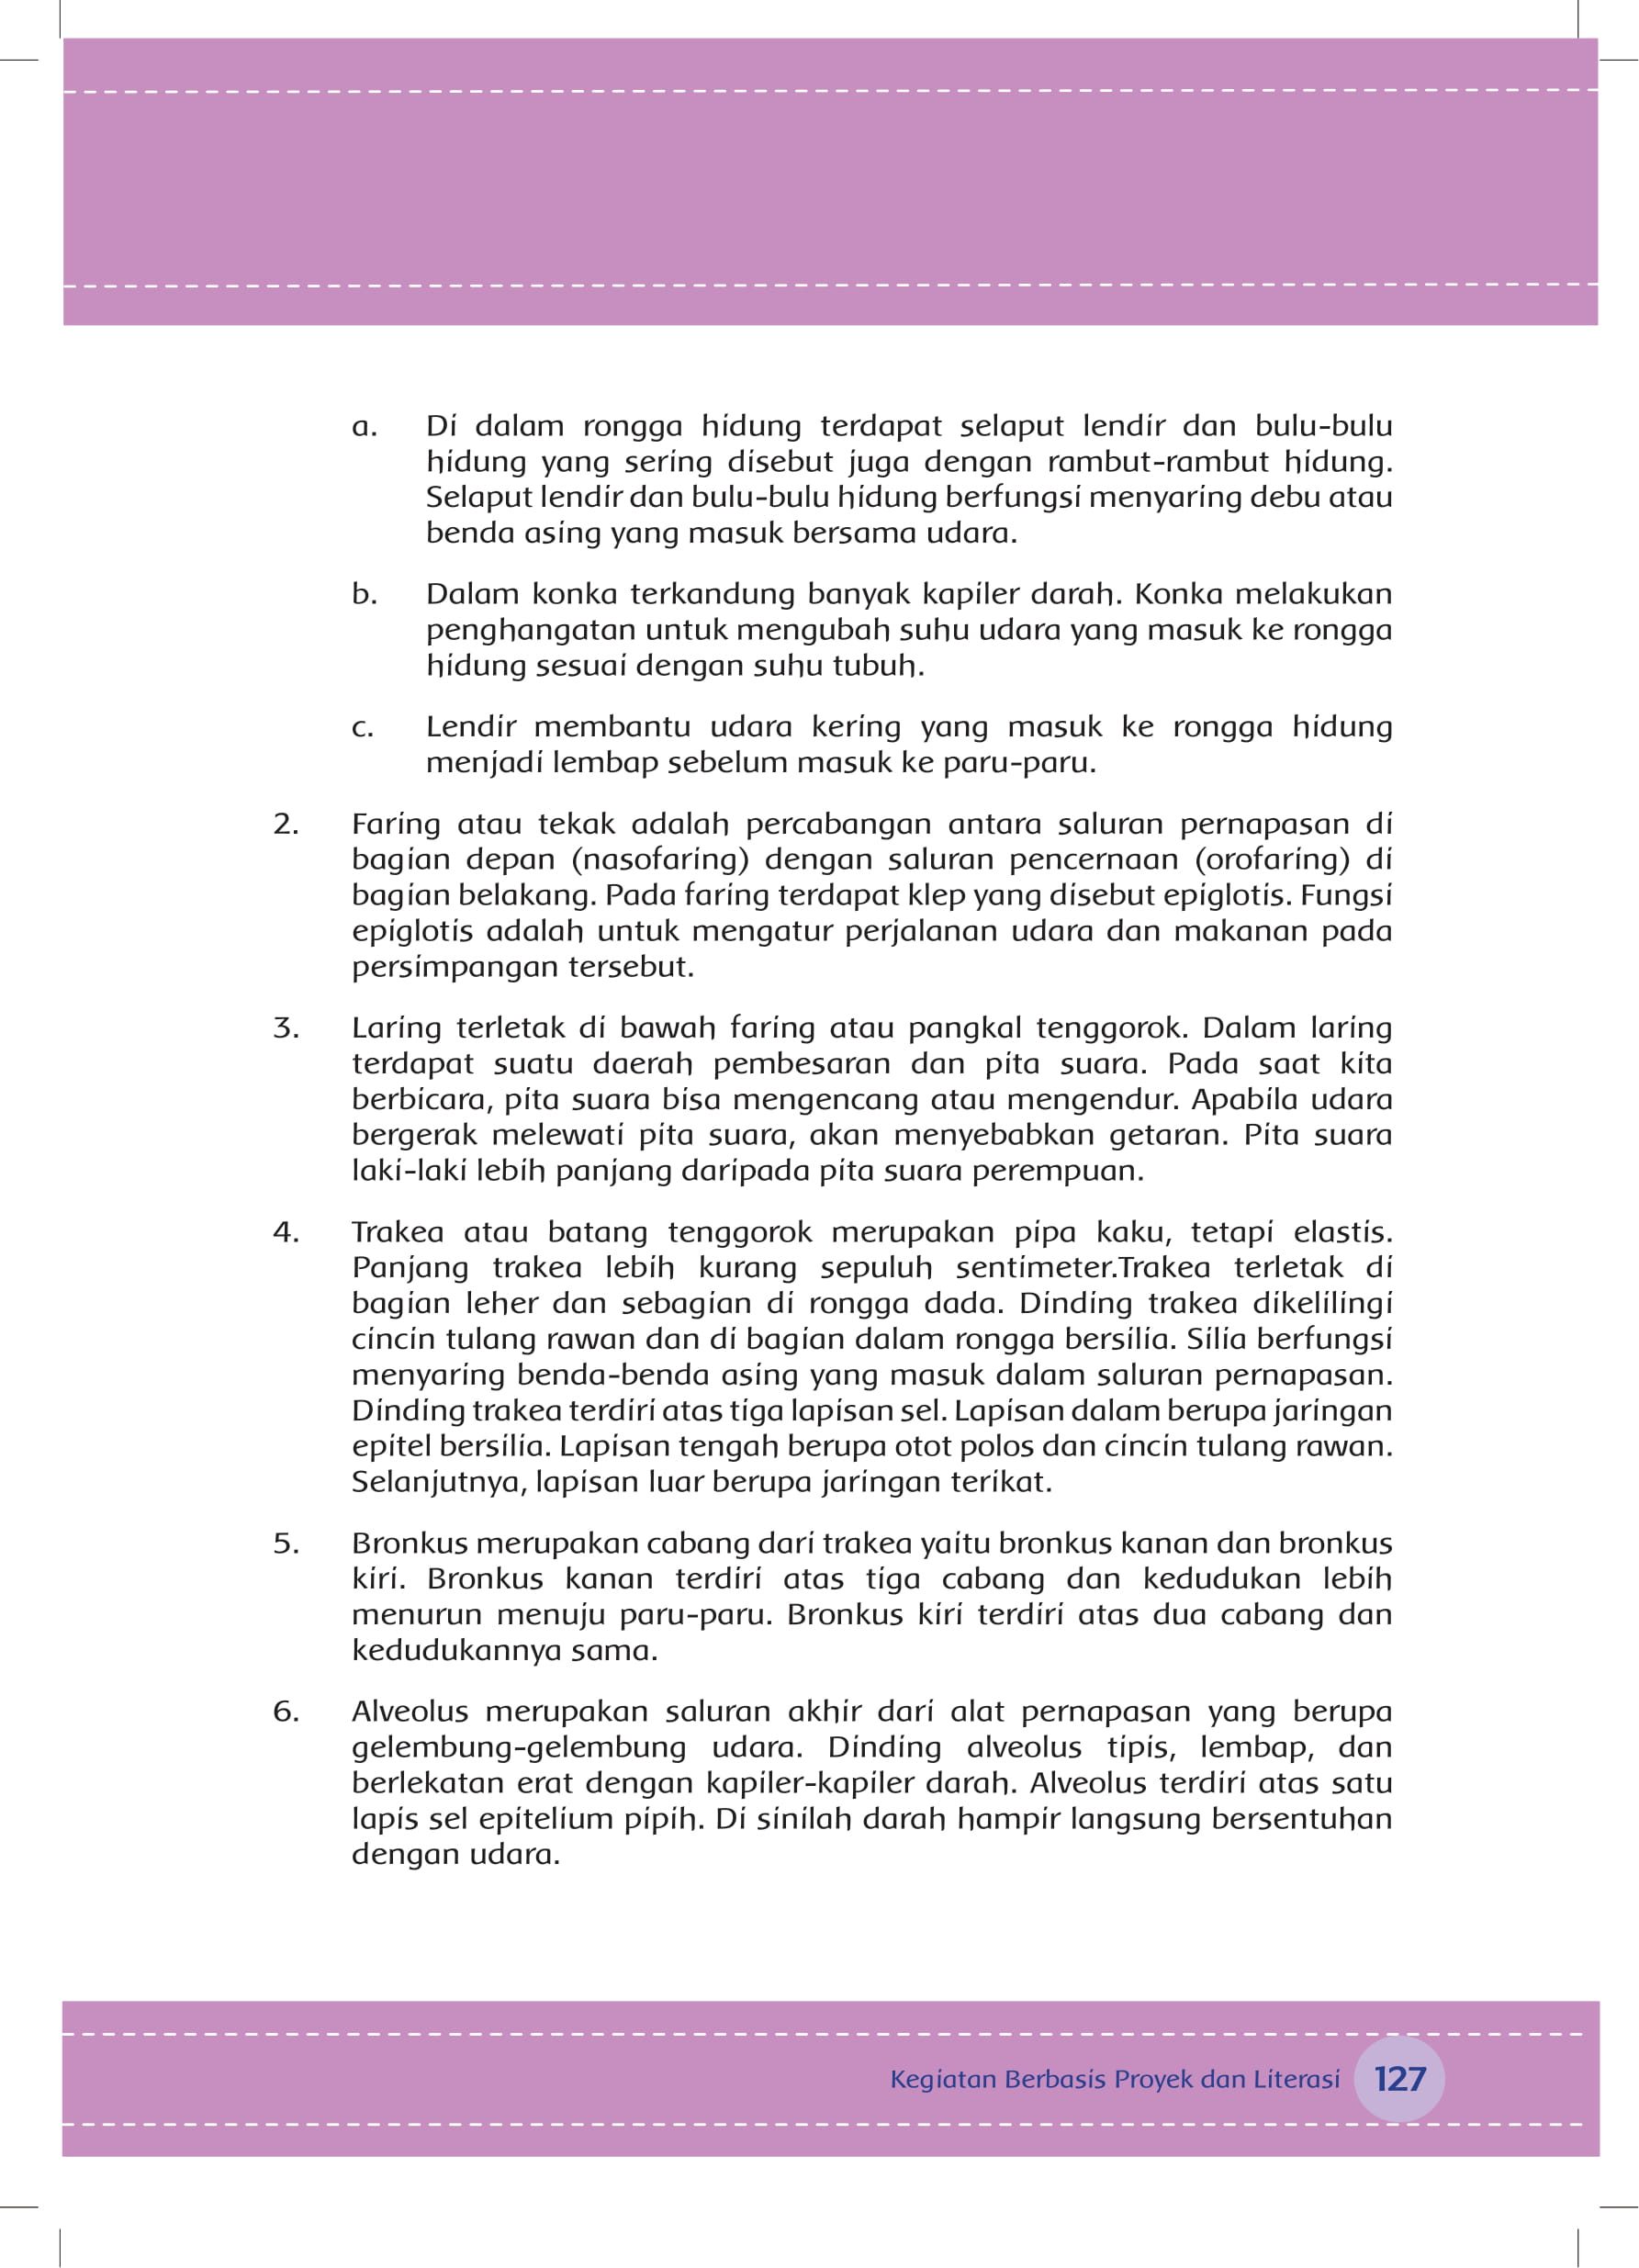 a. Di dalam rongga hidung terdapat selaput lendir dan bulu-bulu
hidung yang sering disebut juga dengan rambut-rambut hidung.
Selaput lendir dan bulu-bulu hidung berfungsi menyaring debu atau
benda asing yang masuk bersama udara.
b. Dalam konka terkandung banyak kapiler darah. Konka melakukan
penghangatan untuk mengubah suhu udara yang masuk ke rongga
hidung sesuai dengan suhu tubuh.
c. Lendir membantu udara kering yang masuk ke rongga hidung
menjadi lembap sebelum masuk ke paru-paru.
2. Faring atau tekak adalah percabangan antara saluran pernapasan di
bagian depan (nasofaring) dengan saluran pencernaan (orofaring) di
bagian belakang. Pada faring terdapat klep yang disebut epiglotis. Fungsi
epiglotis adalah untuk mengatur perjalanan udara dan makanan pada
persimpangan tersebut.
3. Laring terletak di bawah faring atau pangkal tenggorok. Dalam laring
terdapat suatu daerah pembesaran dan pita suara. Pada saat kita
berbicara, pita suara bisa mengencang atau mengendur. Apabila udara
bergerak melewati pita suara, akan menyebabkan getaran. Pita suara
laki-laki lebih panjang daripada pita suara perempuan.
4. Trakea atau batang tenggorok merupakan pipa kaku, tetapi elastis.
Panjang trakea lebih kurang sepuluh sentimeter.Trakea terletak di
bagian leher dan sebagian di rongga dada. Dinding trakea dikelilingi
cincin tulang rawan dan di bagian dalam rongga bersilia. Silia berfungsi
menyaring benda-benda asing yang masuk dalam saluran pernapasan.
Dinding trakea terdiri atas tiga lapisan sel. Lapisan dalam berupa jaringan
epitel bersilia. Lapisan tengah berupa otot polos dan cincin tulang rawan.
Selanjutnya, lapisan luar berupa jaringan terikat.
5. Bronkus merupakan cabang dari trakea yaitu bronkus kanan dan bronkus
kiri. Bronkus kanan terdiri atas tiga cabang dan kedudukan lebih
menurun menuju paru-paru. Bronkus kiri terdiri atas dua cabang dan
kedudukannya sama.
6. Alveolus merupakan saluran akhir dari alat pernapasan yang berupa
gelembung-gelembung udara. Dinding alveolus tipis, lembap, dan
berlekatan erat dengan kapiler-kapiler darah. Alveolus terdiri atas satu
lapis sel epitelium pipih. Di sinilah darah hampir langsung bersentuhan
dengan udara.
Kegiatan Berbasis Proyek dan Literasi 127